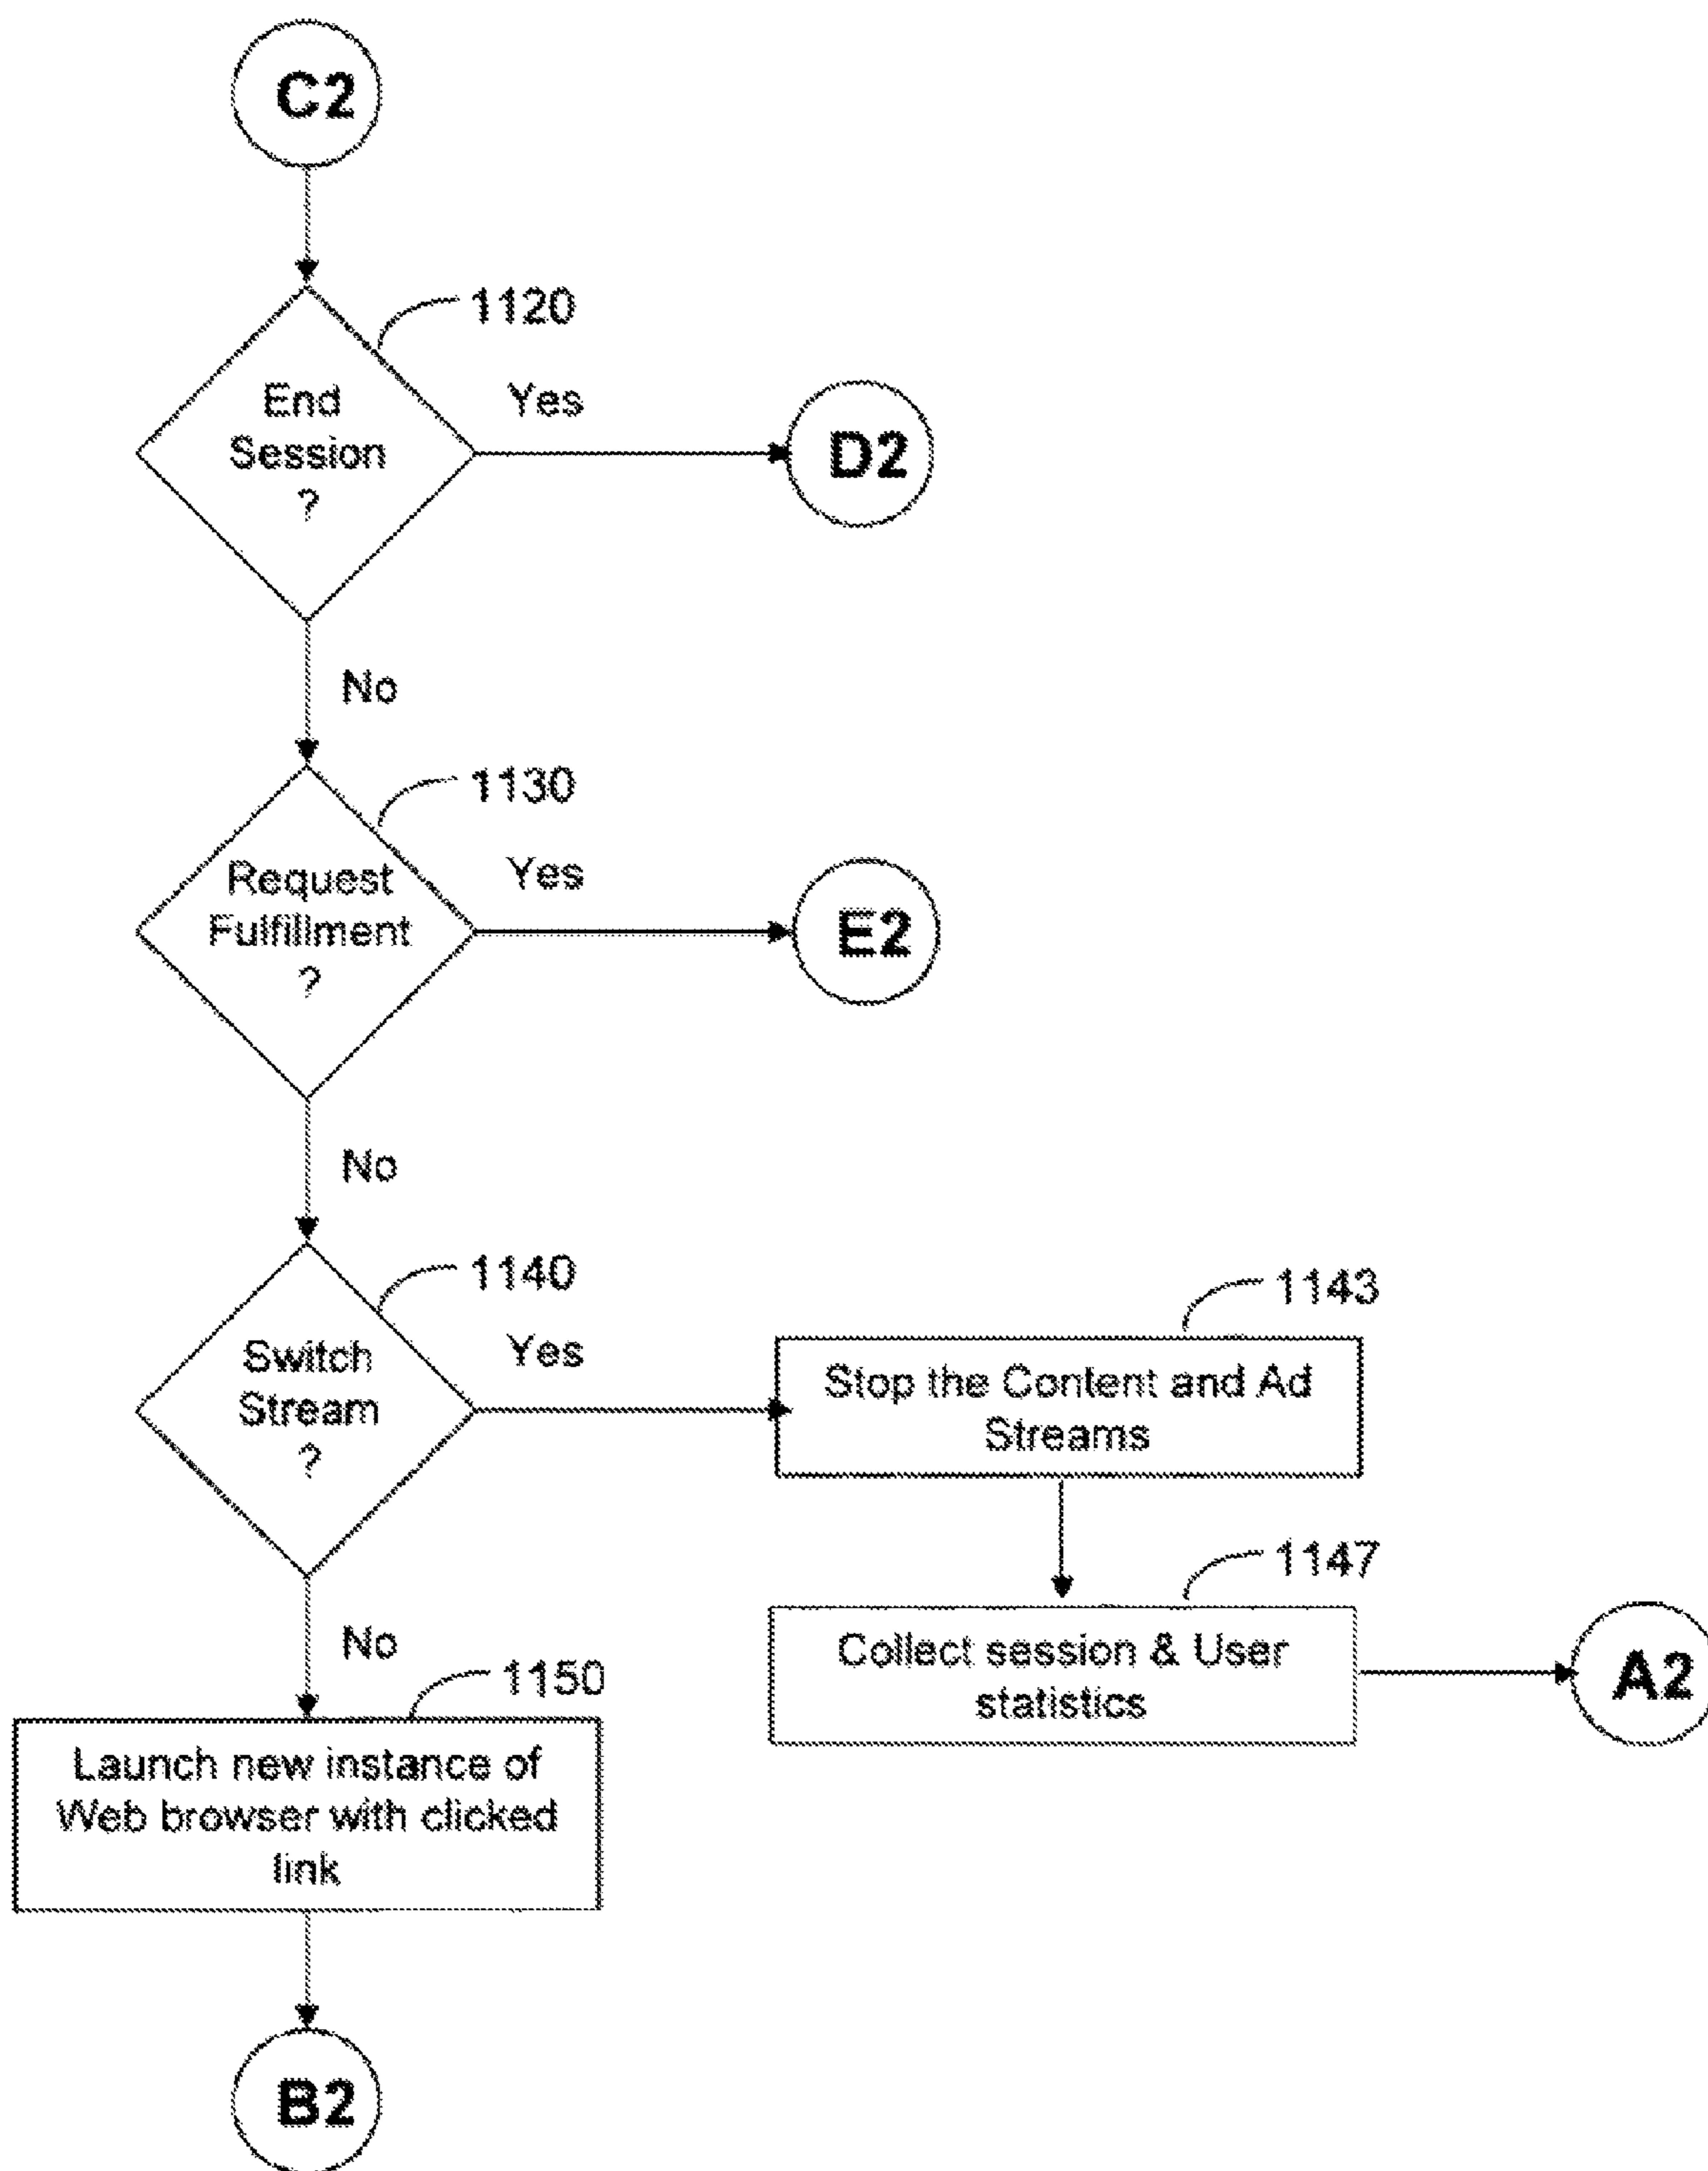 C2
1120
End
Session
?
Yes
D2
No
1130
Request
Fulfillment
?
Yes
E2
No
1140
Switch
Stream
?
Yes
1143
Stop the Content and Ad
Streams
1147
Collect session & User
statistics
A2
No
1150
Launch new instance of
Web browser with clicked
link
B2